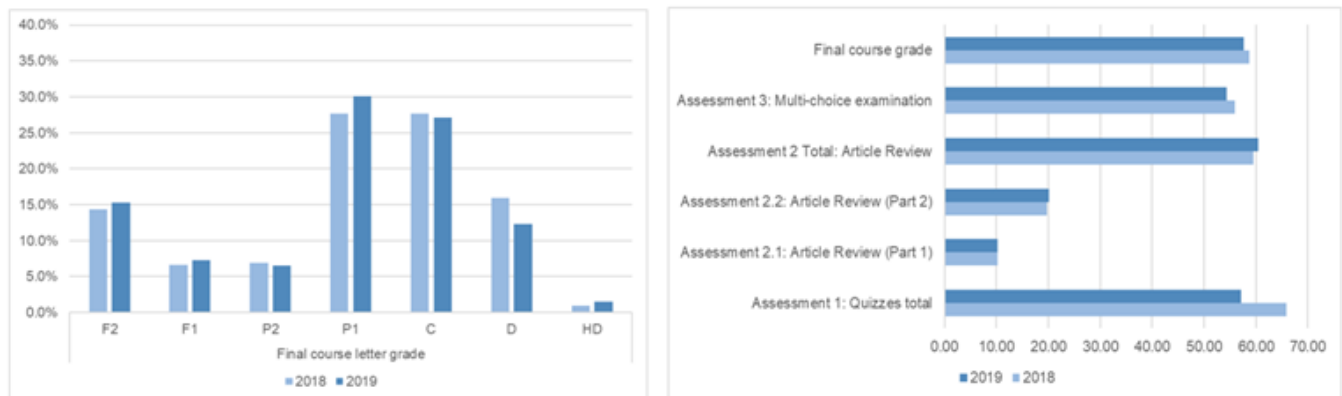 40.0%
35.0%
30.0%
25.0%
20.0%
15.0%
10.0%
5.0%
0.0%
F2 F1 P2 P1 C D HD
Final course letter grade
2018 2019
Final course grade
Assessment 3: Multi-choice examination
Assessment 2 Total: Article Review
Assessment 2.2: Article Review (Part 2)
Assessment 2.1: Article Review (Part 1)
Assessment 1: Quizzes total
0.00 10.00 20.00 30.00 40.00 50.00 60.00 70.00
2019 2018